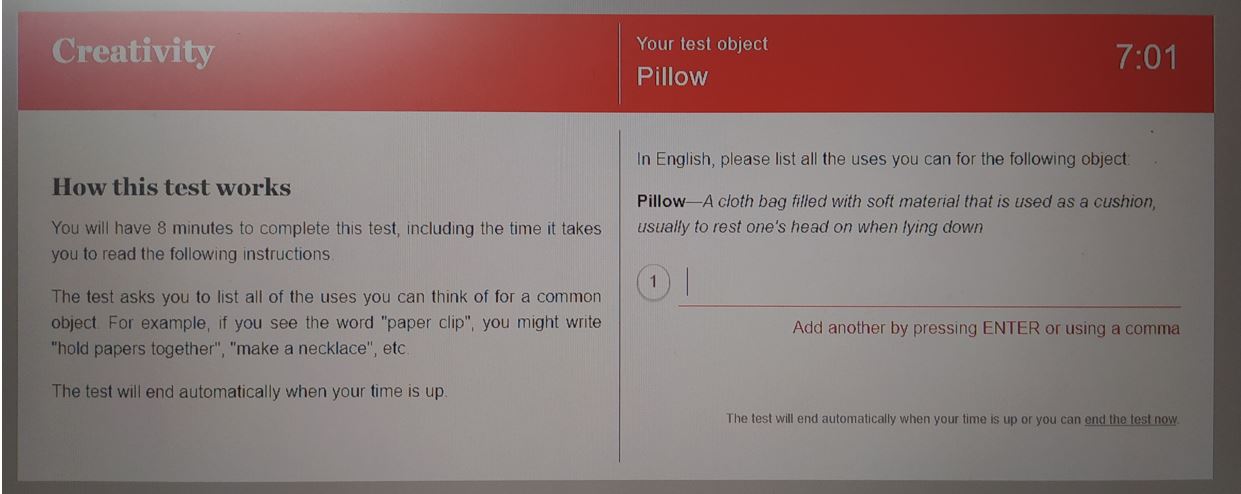 Creativity
Your test object
Pillow
7:01
How this test works
You will have 8 minutes to complete this test, including the time it takes
you to read the following instructions.
The test asks you to list all of the uses you can think of for a common
object. For example, if you see the word "paper clip", you might write
"hold papers together", "make a necklace", etc.
The test will end automatically when your time is up.
In English, please list all the uses you can for the following object:
Pillow—A cloth bag filled with soft material that is used as a cushion,
usually to rest one's head on when lying down
1
Add another by pressing ENTER or using a comma
The test will end automatically when your time is up or you can end the test now.